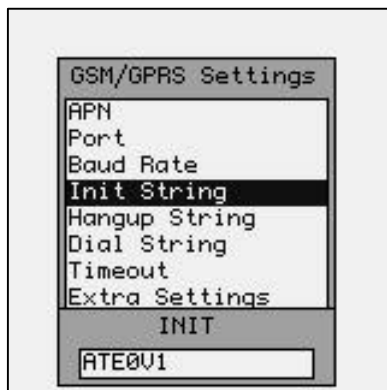 GSM/GPRS Settings
APN
Port
Baud Rate
Init String
Hangup String
Dial String
Timeout
Extra Settings
INIT
ATE0V1